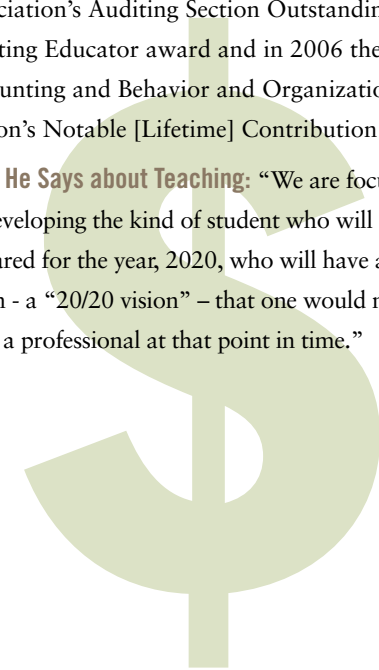 ciation’s Auditing Section Outstandin
ting Educator award and in 2006 the
unting and Behavior and Organizatio
on’s Notable [Lifetime] Contribution
He Says about Teaching: “We are focu
eveloping the kind of student who will
ared for the year, 2020, who will have a
n - a “20/20 vision” – that one would n
a professional at that point in time.”
$